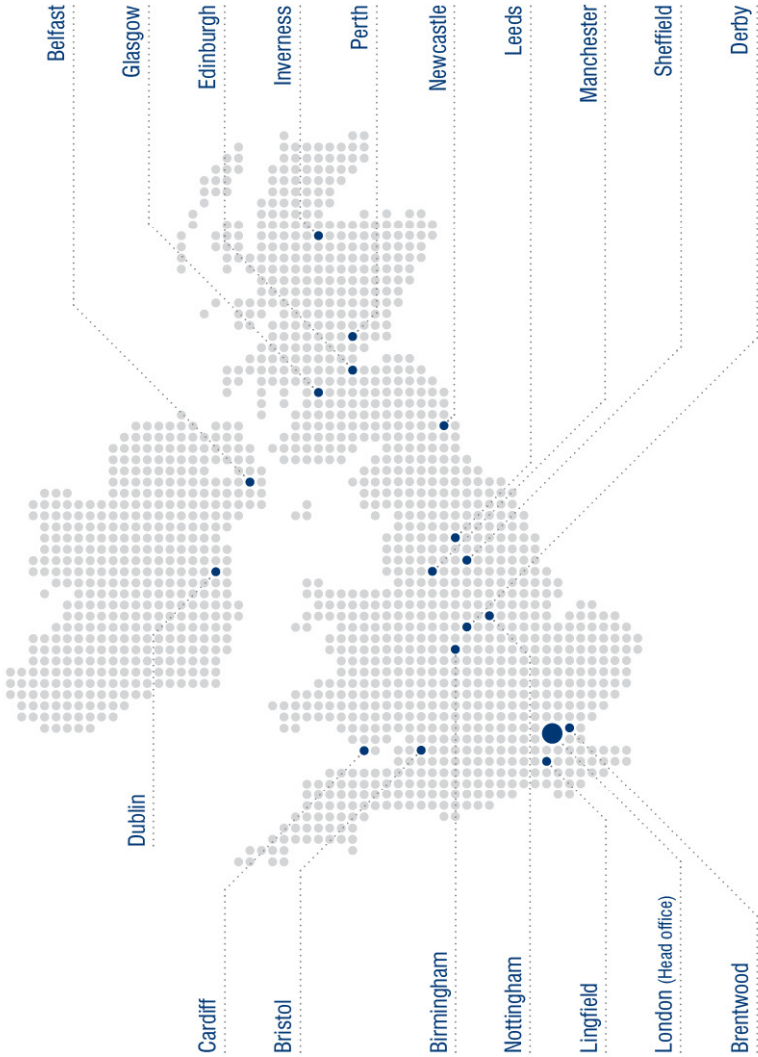 Belfast
Glasgow
Edinburgh
Inverness
Perth
Newcastle
Leeds
Manchester
Sheffield
Derby
Dublin
Cardiff
Bristol
Birmingham
Nottingham
Lingfield
London (Head office)
Brentwood